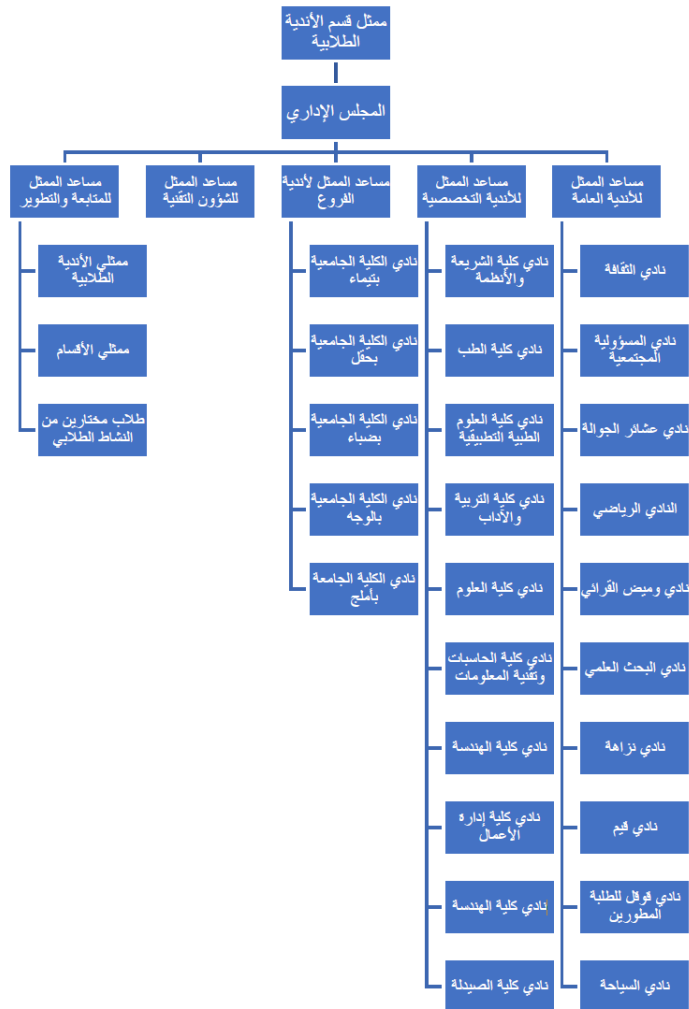 ممثل قسم الأندية
الطلابية
المجلس الإداري
مساعد الممثل
للأندية العامة
مساعد الممثل
للأندية التخصصية
مساعد الممثل لأندية
الفروع
مساعد الممثل
للشؤون التقنية
مساعد الممثل
للمتابعة والتطوير
نادي الثقافة
نادي المسؤولية
المجتمعية
نادي عشائر الجوالة
النادي الرياضي
نادي وميض القرائي
نادي البحث العلمي
نادي نزاهة
نادي قيم
نادي قوقل للطلبة
المطورين
نادي السياحة
نادي كلية الشريعة
والأنظمة
نادي كلية الطب
نادي كلية العلوم
الطبية التطبيقية
نادي كلية التربية
والآداب
نادي كلية العلوم
نادي كلية الحاسبات
وتقنية المعلومات
نادي كلية الهندسة
نادي كلية إدارة
الأعمال
نادي كلية الهندسة
نادي كلية الصيدلة
نادي الكلية الجامعية
بتيماء
نادي الكلية الجامعية
بحقل
نادي الكلية الجامعية
بضباء
نادي الكلية الجامعية
بالوجه
نادي الكلية الجامعة
بأملج
ممثلي الأندية
الطلابية
ممثلي الأقسام
طلاب مختارين من
النشاط الطلابي